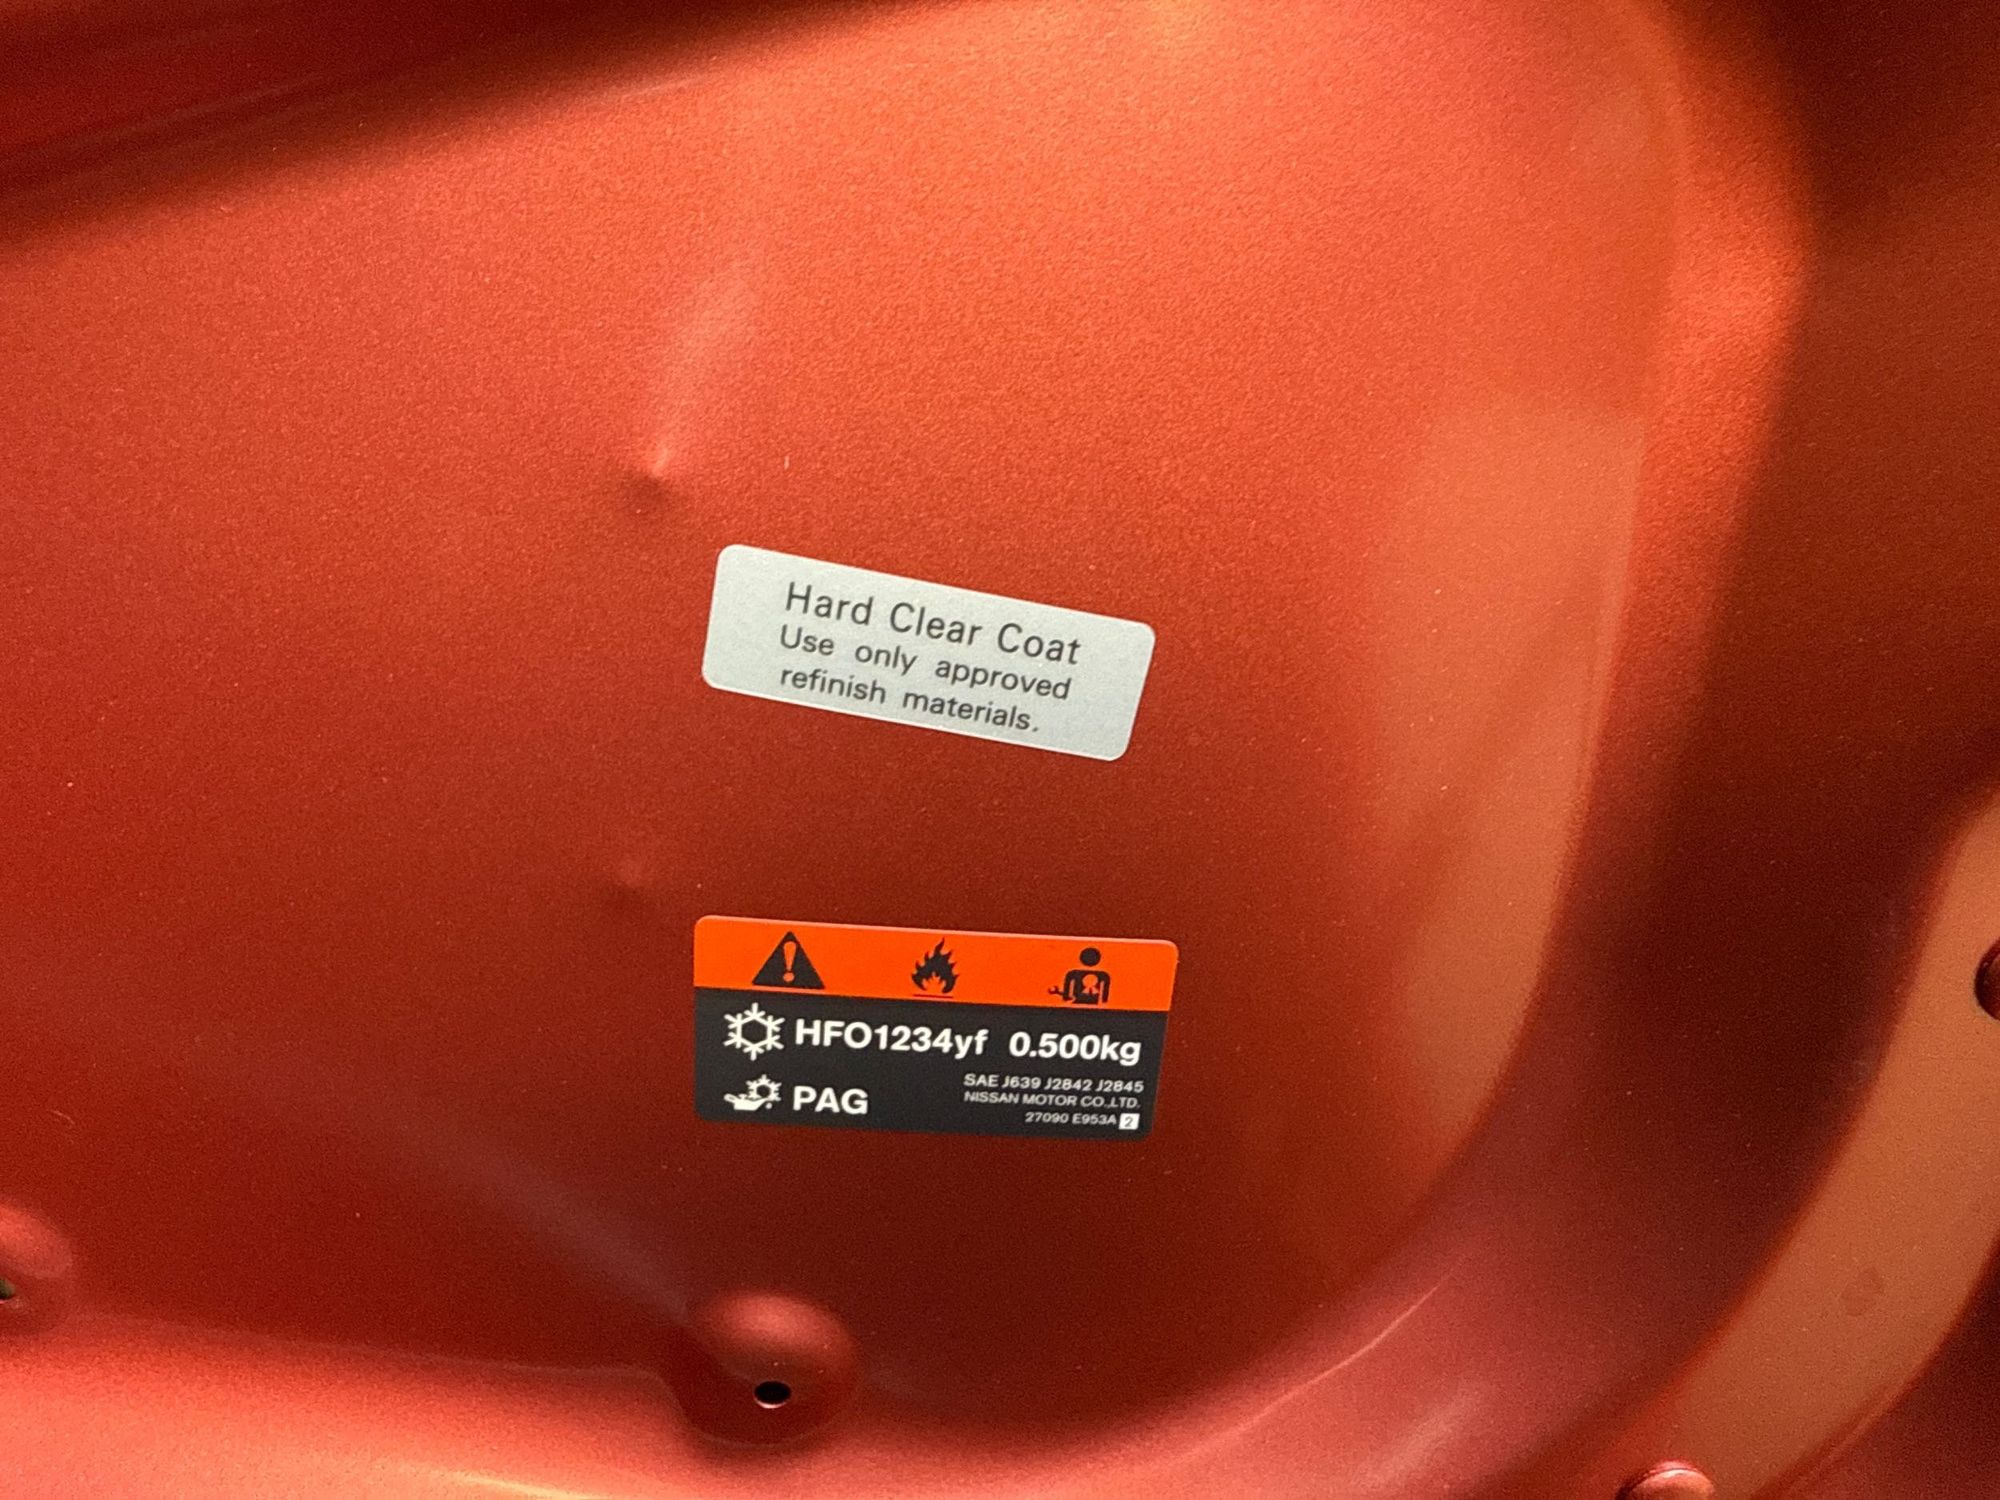 Hard Clear Coat
Use only approved
refinish materials.
HFO1234yf 0.500kg
PAG
SAE J639 J2842 J2845
NISSAN MOTOR CO.,LTD.
27090 E953A 2